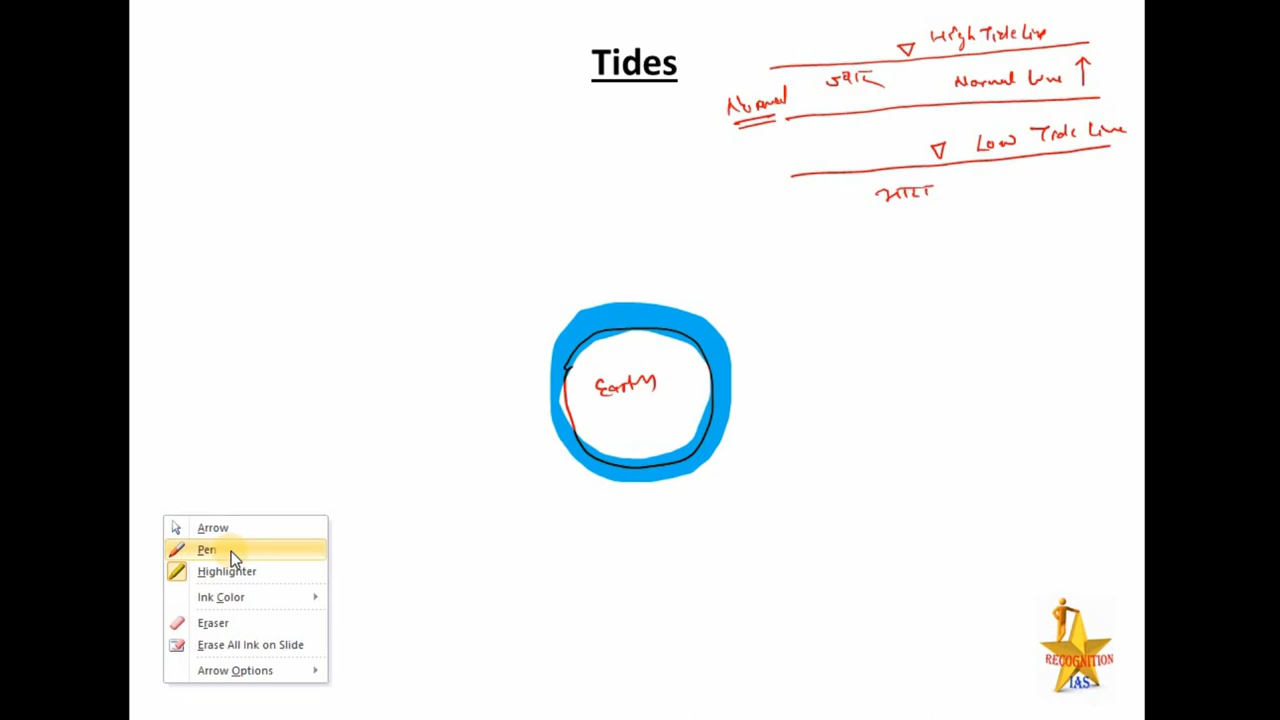 Tides
High Tide Line
ज्वार
Normal Line
Normal
Low Tide Line
भाटा
Earth
Arrow
Pen
Highlighter
Ink Color
Eraser
Erase All Ink on Slide
Arrow Options
RECOGNITION
IAS